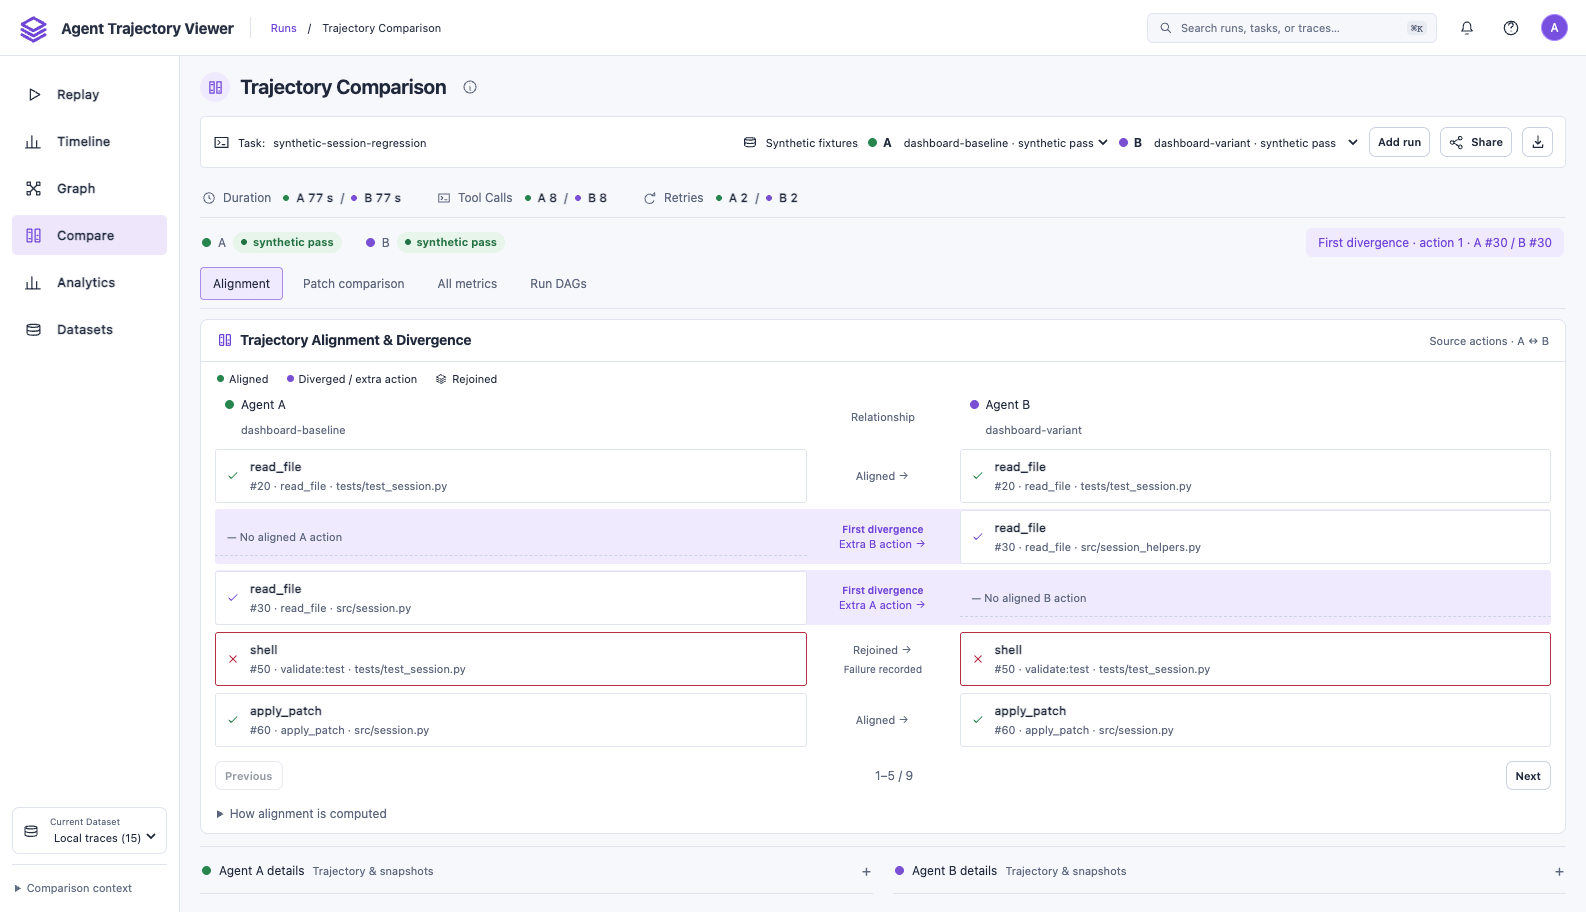 Agent Trajectory Viewer
Runs / Trajectory Comparison
Search runs, tasks, or traces...
⌘K
A
Replay
Timeline
Graph
Compare
Analytics
Datasets
Current Dataset
Local traces (15)
Comparison context
Trajectory Comparison
Task: synthetic-session-regression
Synthetic fixtures
A dashboard-baseline · synthetic pass
B dashboard-variant · synthetic pass
Add run
Share
Duration A 77 s / B 77 s
Tool Calls A 8 / B 8
Retries A 2 / B 2
A synthetic pass
B synthetic pass
First divergence · action 1 · A #30 / B #30
Alignment
Patch comparison
All metrics
Run DAGs
Trajectory Alignment & Divergence
Source actions · A ↔ B
Aligned
Diverged / extra action
Rejoined
Agent A
dashboard-baseline
Relationship
Agent B
dashboard-variant
read_file
#20 · read_file · tests/test_session.py
Aligned →
read_file
#20 · read_file · tests/test_session.py
— No aligned A action
First divergence
Extra B action →
read_file
#30 · read_file · src/session_helpers.py
read_file
#30 · read_file · src/session.py
First divergence
Extra A action →
— No aligned B action
shell
#50 · validate:test · tests/test_session.py
Rejoined →
Failure recorded
shell
#50 · validate:test · tests/test_session.py
apply_patch
#60 · apply_patch · src/session.py
Aligned →
apply_patch
#60 · apply_patch · src/session.py
Previous
1–5 / 9
Next
How alignment is computed
Agent A details Trajectory & snapshots +
Agent B details Trajectory & snapshots +